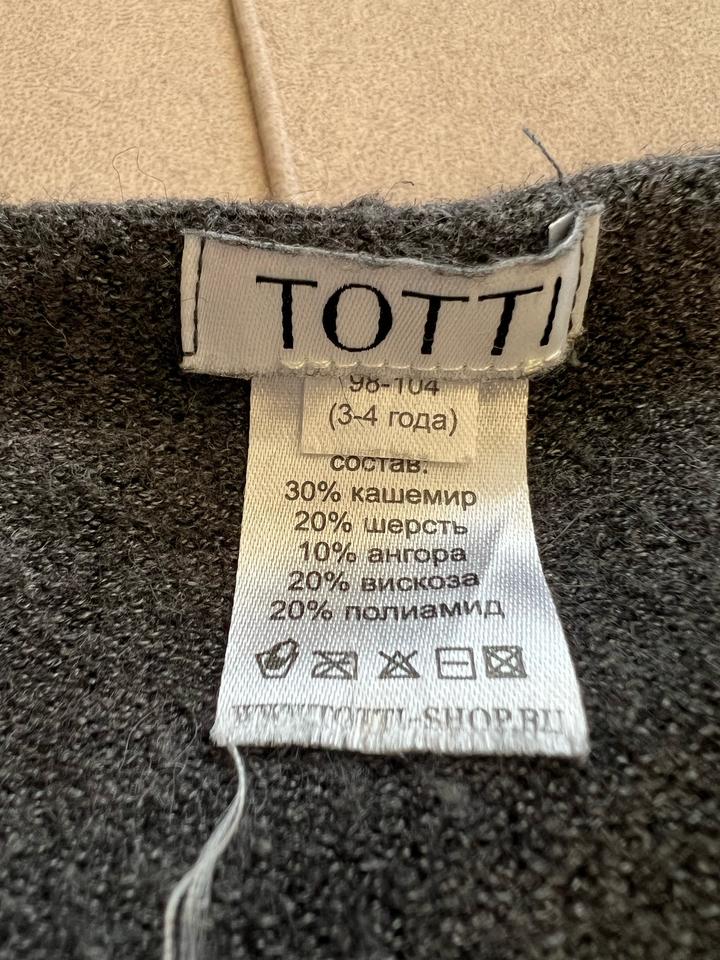 TOTTI
98-104
(3-4 года)
состав:
30% кашемир
20% шерсть
10% ангора
20% вискоза
20% полиамид
WWW.TOTTI-SHOP.RU